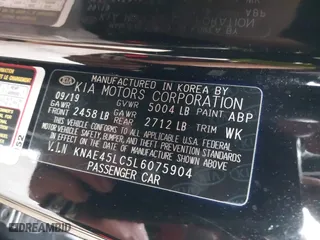 MANUFACTURED IN KOREA BY
KIA MOTORS CORPORATION
09/19 GVWR 5004 LB PAINT ABP
GAWR FRONT 2458 LB GAWR REAR 2712 LB TRIM WK
THIS VEHICLE CONFORMS TO ALL APPLICABLE U.S.A FEDERAL
MOTOR VEHICLE SAFETY, BUMPER, AND THEFT PREVENTION STANDARDS
IN EFFECT ON THE DATE OF MANUFACTURE SHOWN ABOVE.
V.I.N KNAE45LC5L6075904
PASSENGER CAR
DREAMBID